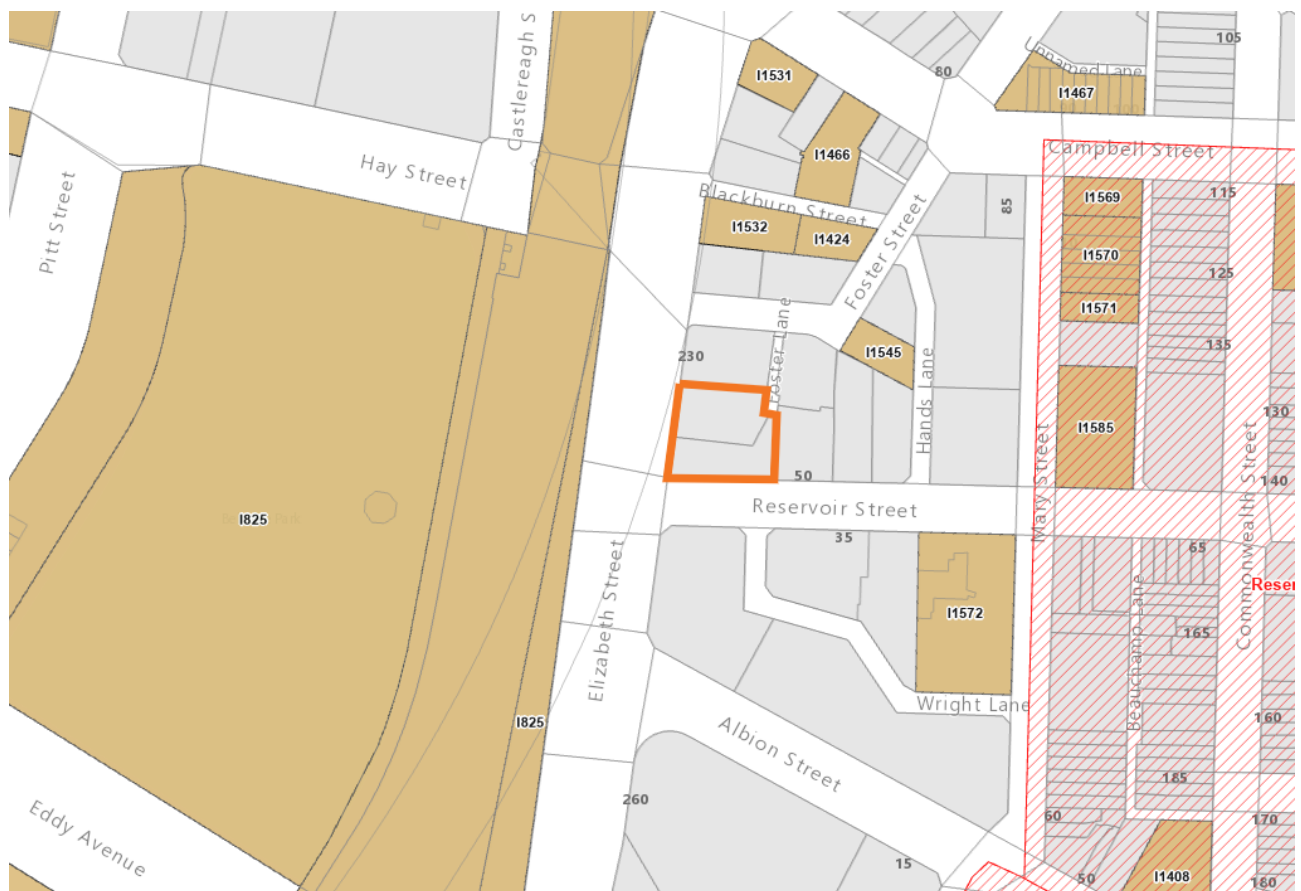 Castlereagh S
105
Unnamed Lane
I1531
80
I1467
Campbell Street
Hay Street
I1466
Pitt Street
Blackburn Street
I1569
115
85
I1532
I1424
Foster Street
I1570
125
I1571
Foster Lane
135
230
I1545
Hands Lane
130
I1585
Mary Street
Commonwealth Street
50
140
Reservoir Street
I825
35
65
Elizabeth Street
Reser
I1572
Beauchamp Lane
165
Wright Lane
160
I825
Albion Street
185
260
60
170
Eddy Avenue
15
50
I1408
180